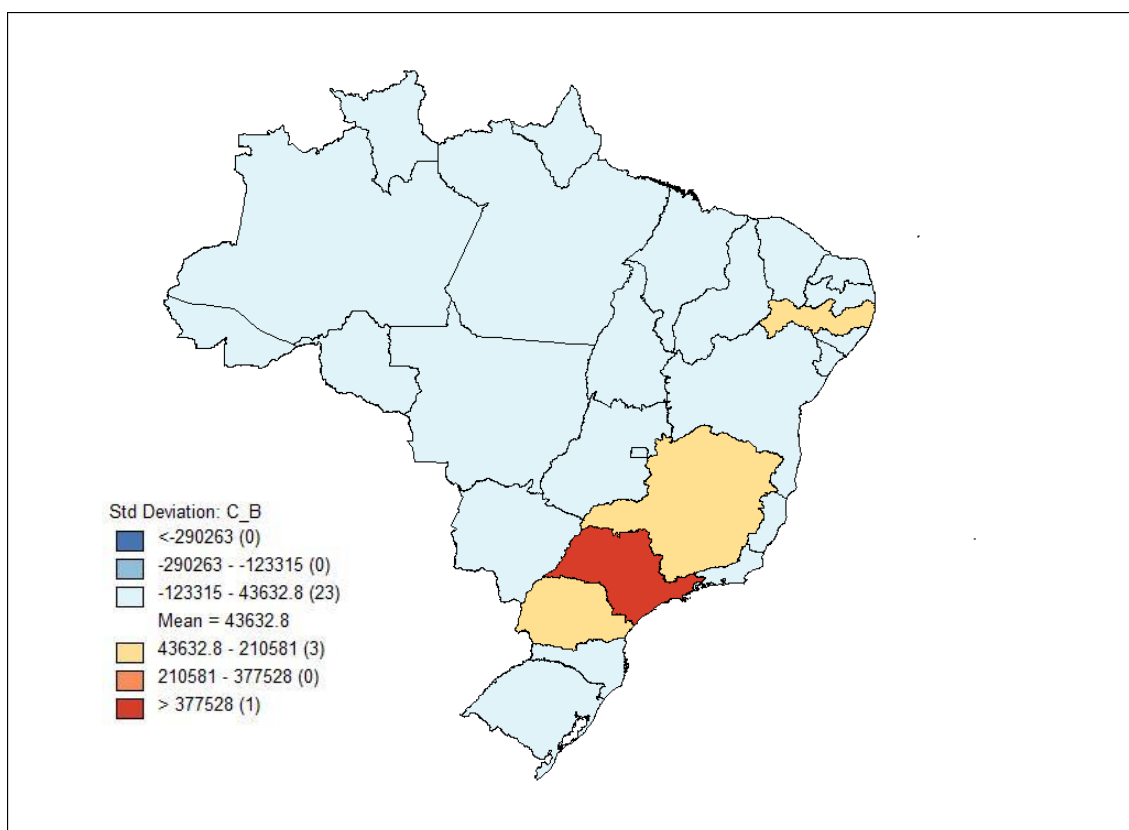 Std Deviation: C_B
<-290263 (0)
-290263 - -123315 (0)
-123315 - 43632.8 (23)
Mean = 43632.8
43632.8 - 210581 (3)
210581 - 377528 (0)
> 377528 (1)